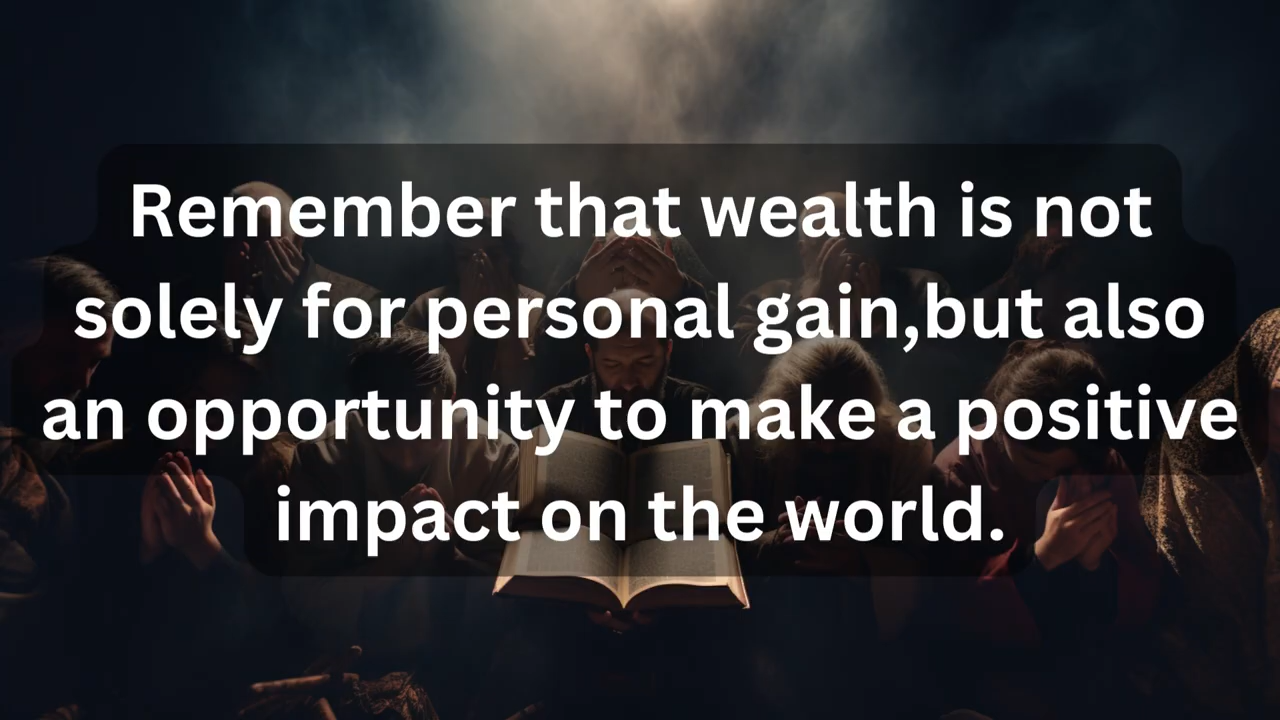 Remember that wealth is not
solely for personal gain,but also
an opportunity to make a positive
impact on the world.